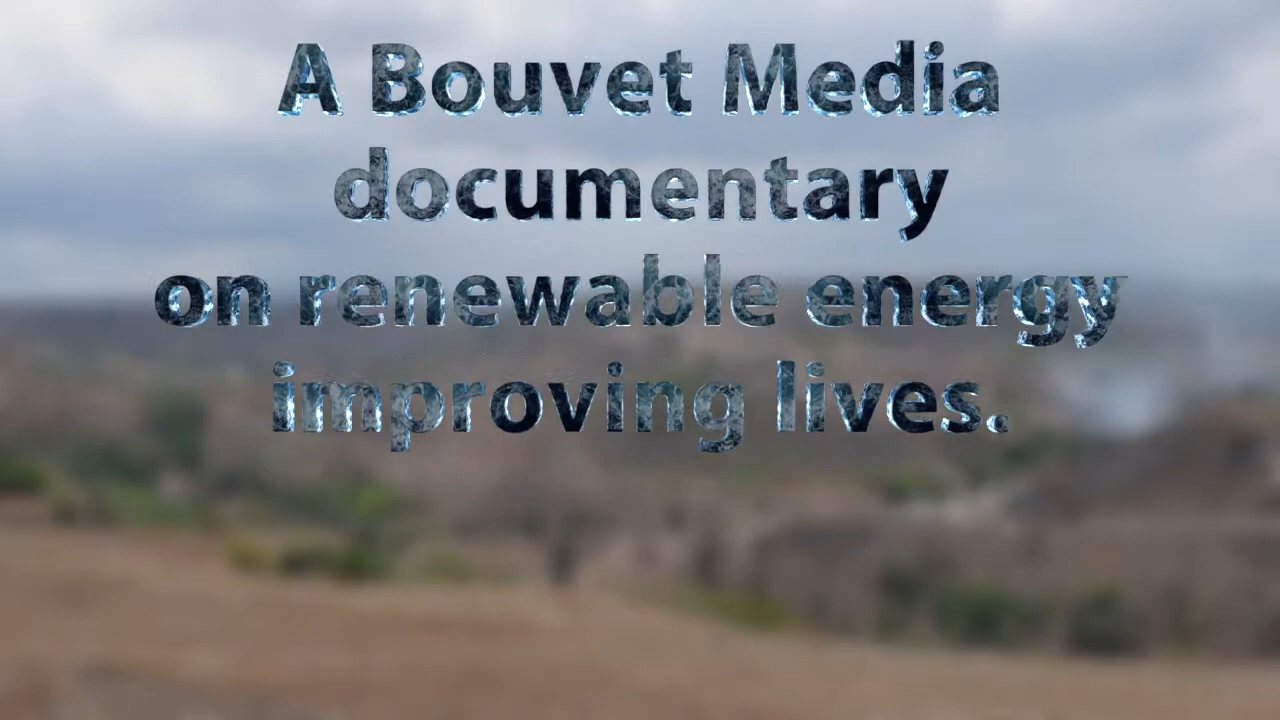 A Bouvet Media
documentary
on renewable energy
improving lives.